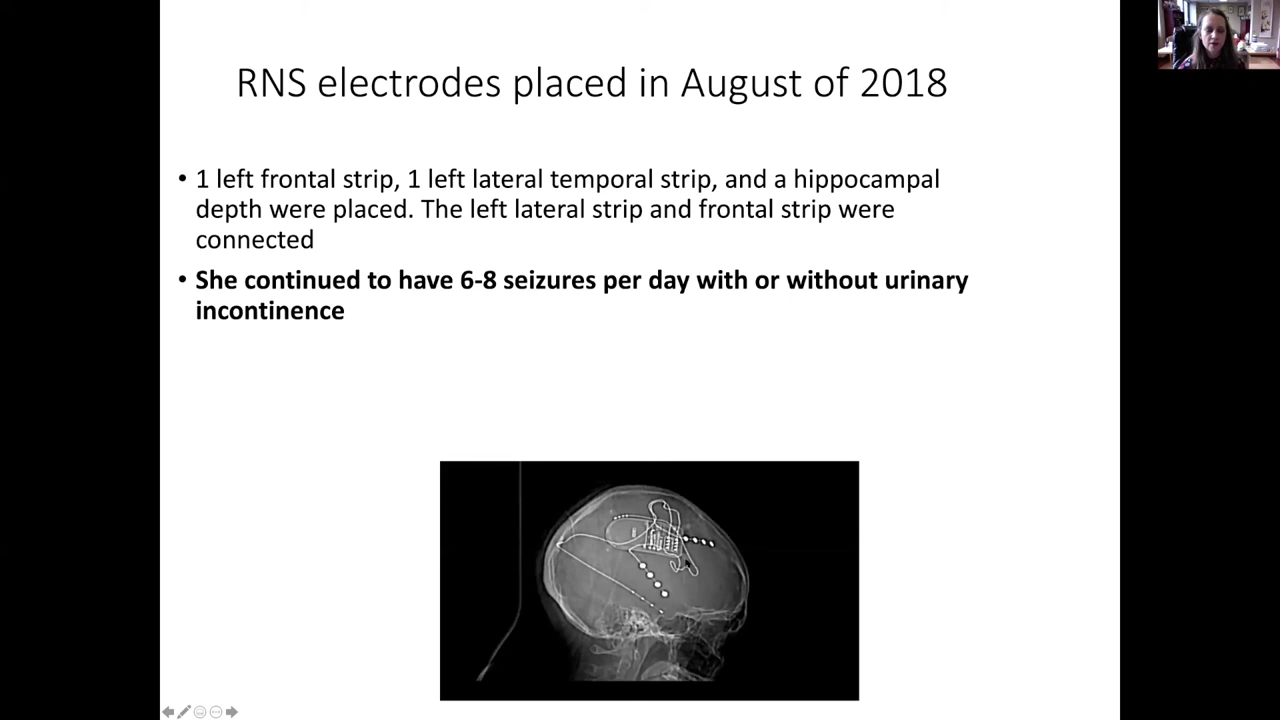 RNS electrodes placed in August of 2018
• 1 left frontal strip, 1 left lateral temporal strip, and a hippocampal
depth were placed. The left lateral strip and frontal strip were
connected
• She continued to have 6-8 seizures per day with or without urinary
incontinence